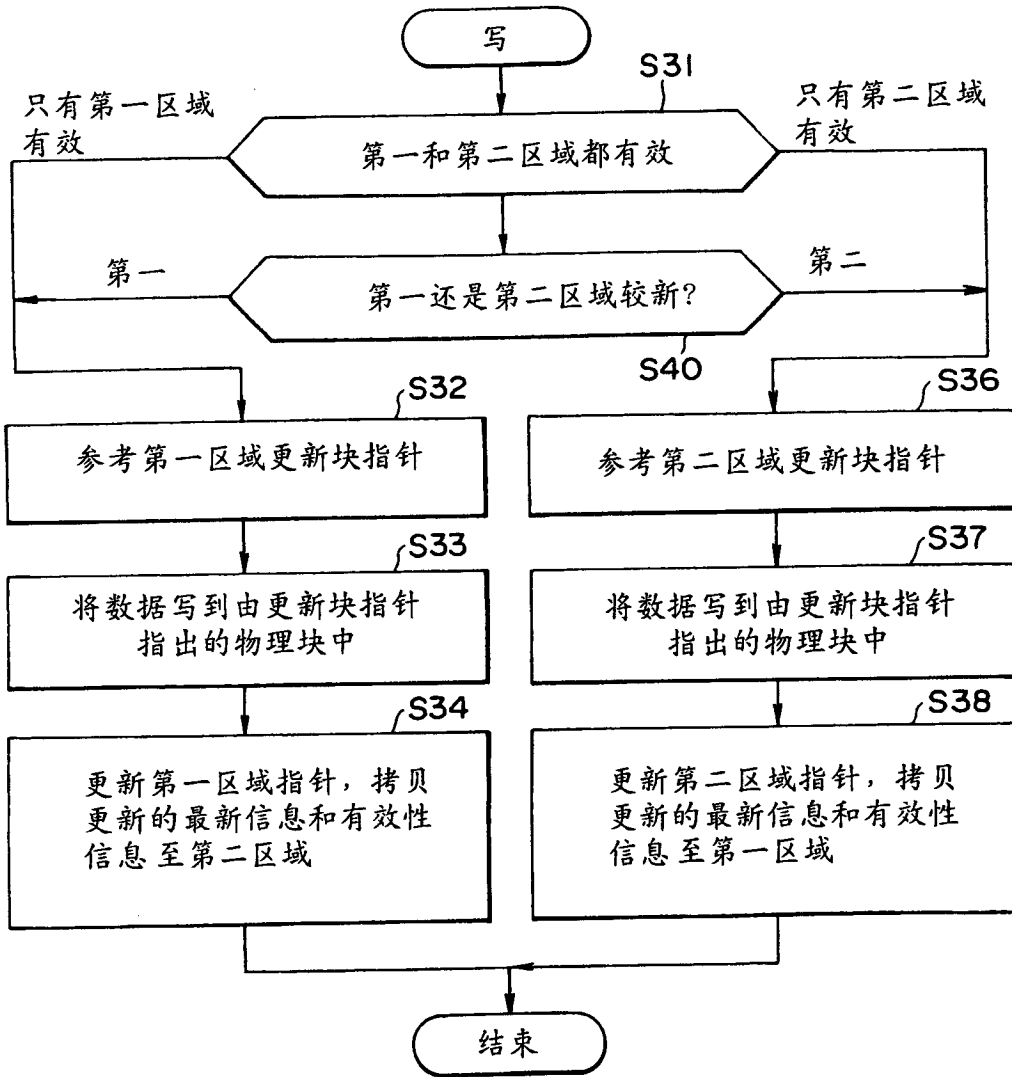 写
S31
只有第一区域
有效
只有第二区域
有效
第一和第二区域都有效
第一
第二
第一还是第二区域较新?
S40
S32
参考第一区域更新块指针
S36
参考第二区域更新块指针
S33
将数据写到由更新块指针
指出的物理块中
S37
将数据写到由更新块指针
指出的物理块中
S34
更新第一区域指针,拷贝
更新的最新信息和有效性
信息至第二区域
S38
更新第二区域指针,拷贝
更新的最新信息和有效性
信息至第一区域
结束